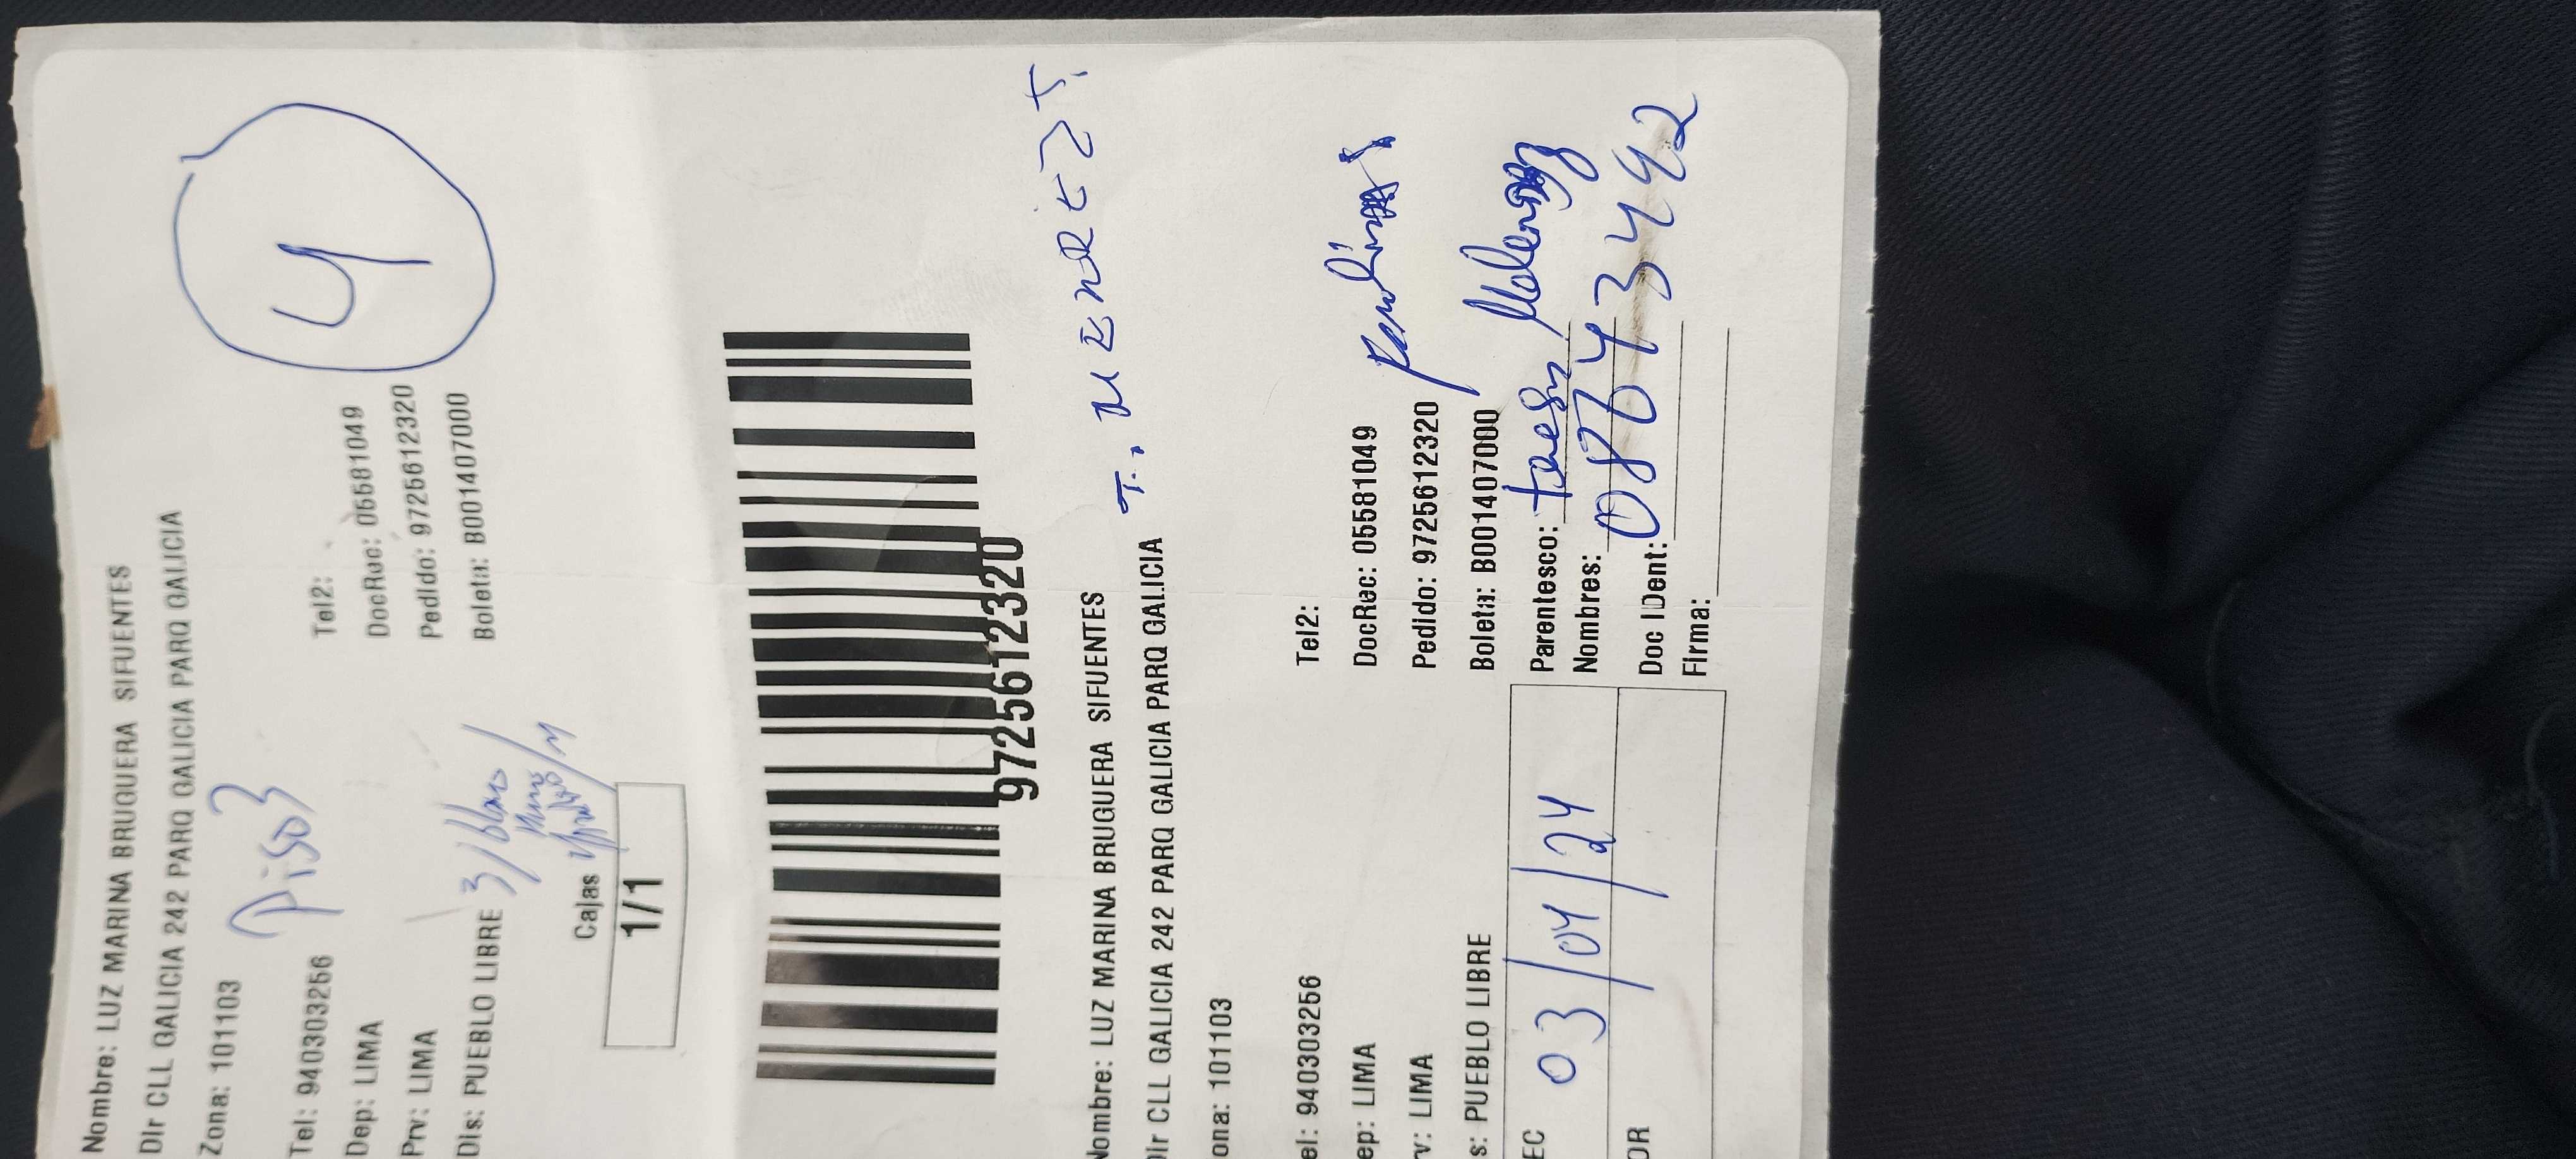 Nombre: LUZ MARINA BRUGUERA SIFUENTES
Dir CLL GALICIA 242 PARQ GALICIA PARQ GALICIA
Zona: 101103
Piso 3
4
Tel: 940303256 Tel2:
Dep: LIMA DocRec: 05581049
Prv: LIMA Pedido: 9725612320
Dis: PUEBLO LIBRE Boleta: B001407000
Cajas
1/1
9725612320
Nombre: LUZ MARINA BRUGUERA SIFUENTES
Dir CLL GALICIA 242 PARQ GALICIA PARQ GALICIA
ona: 101103
el: 940303256 Tel2:
ep: LIMA DocRec: 05581049
rv: LIMA Pedido: 9725612320
s: PUEBLO LIBRE Boleta: B001407000
EC 03/04/24 Parentesco:
Nombres:
OR Doc IDent:
Firma: